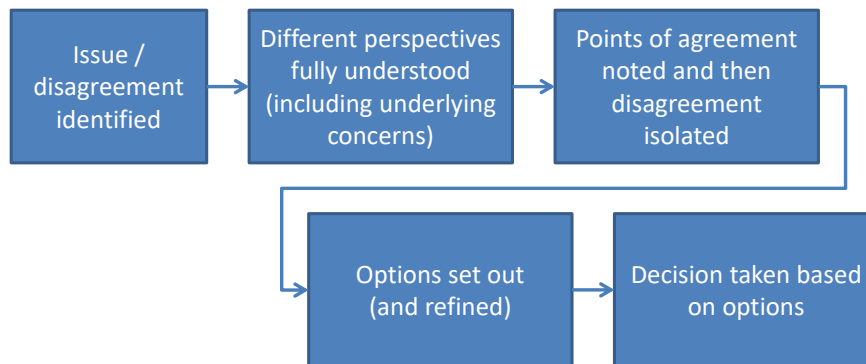 Issue /
disagreement
identified
Different perspectives
fully understood
(including underlying
concerns)
Points of agreement
noted and then
disagreement
isolated
Options set out
(and refined)
Decision taken based
on options